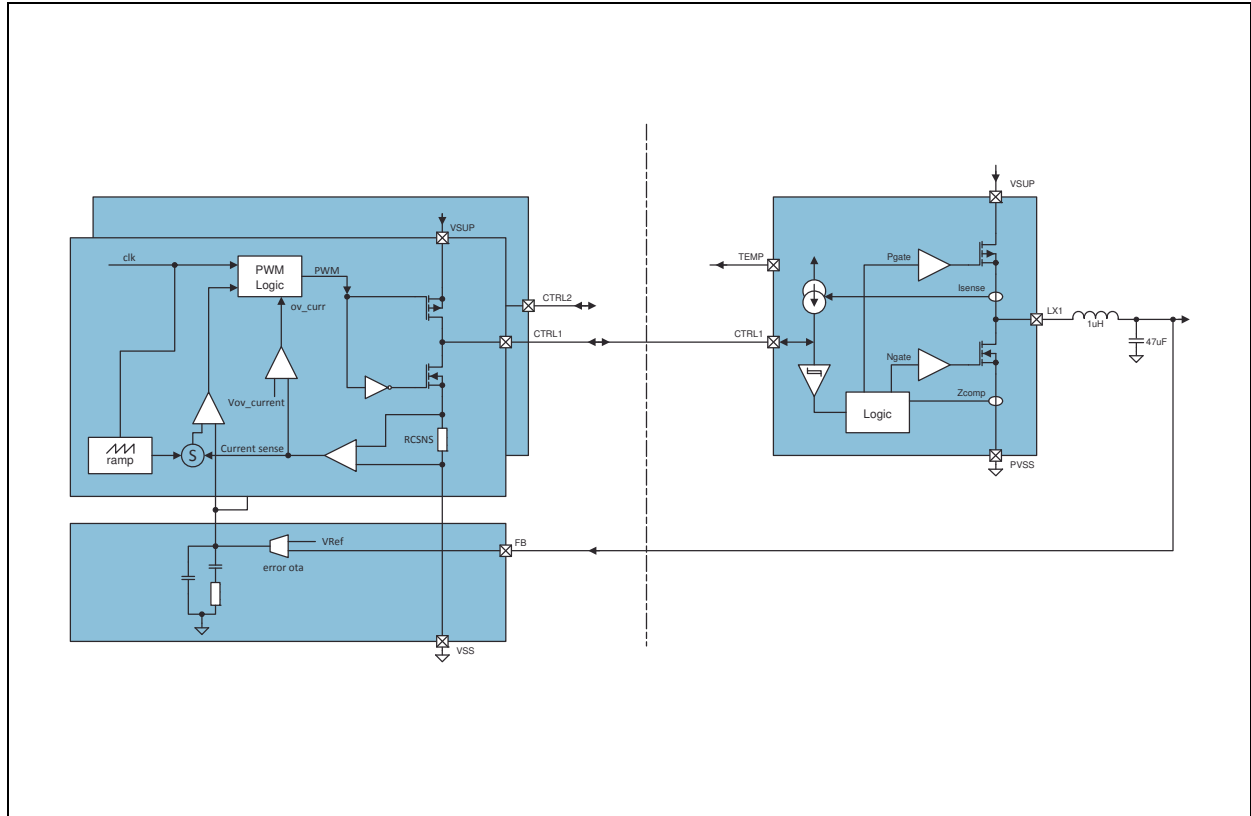 VSUP
clk
PWM
Logic
PWM
ov_curr
CTRL2
CTRL1
Vov_current
RCSNS
ramp
S
Current sense
VRef
error ota
FB
VSS
VSUP
TEMP
Pgate
Isense
LX1
1uH
47uF
CTRL1
Ngate
Zcomp
Logic
PVSS